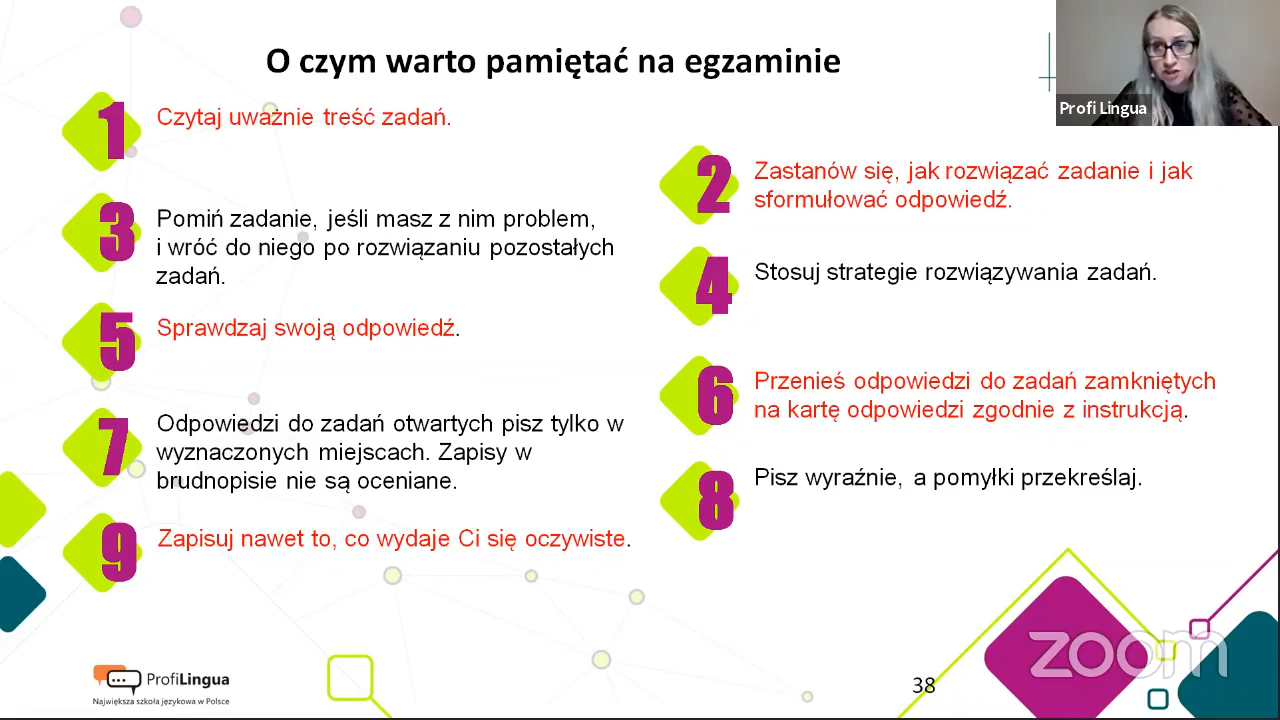 O czym warto pamiętać na egzaminie
Profi Lingua
1
Czytaj uważnie treść zadań.
2
Zastanów się, jak rozwiązać zadanie i jak
sformułować odpowiedź.
3
Pomiń zadanie, jeśli masz z nim problem,
i wróć do niego po rozwiązaniu pozostałych
zadań.
4
Stosuj strategie rozwiązywania zadań.
5
Sprawdzaj swoją odpowiedź.
6
Przenieś odpowiedzi do zadań zamkniętych
na kartę odpowiedzi zgodnie z instrukcją.
7
Odpowiedzi do zadań otwartych pisz tylko w
wyznaczonych miejscach. Zapisy w
brudnopisie nie są oceniane.
8
Pisz wyraźnie, a pomyłki przekreślaj.
9
Zapisuj nawet to, co wydaje Ci się oczywiste.
zoom
ProfiLingua
Największa szkoła językowa w Polsce
38